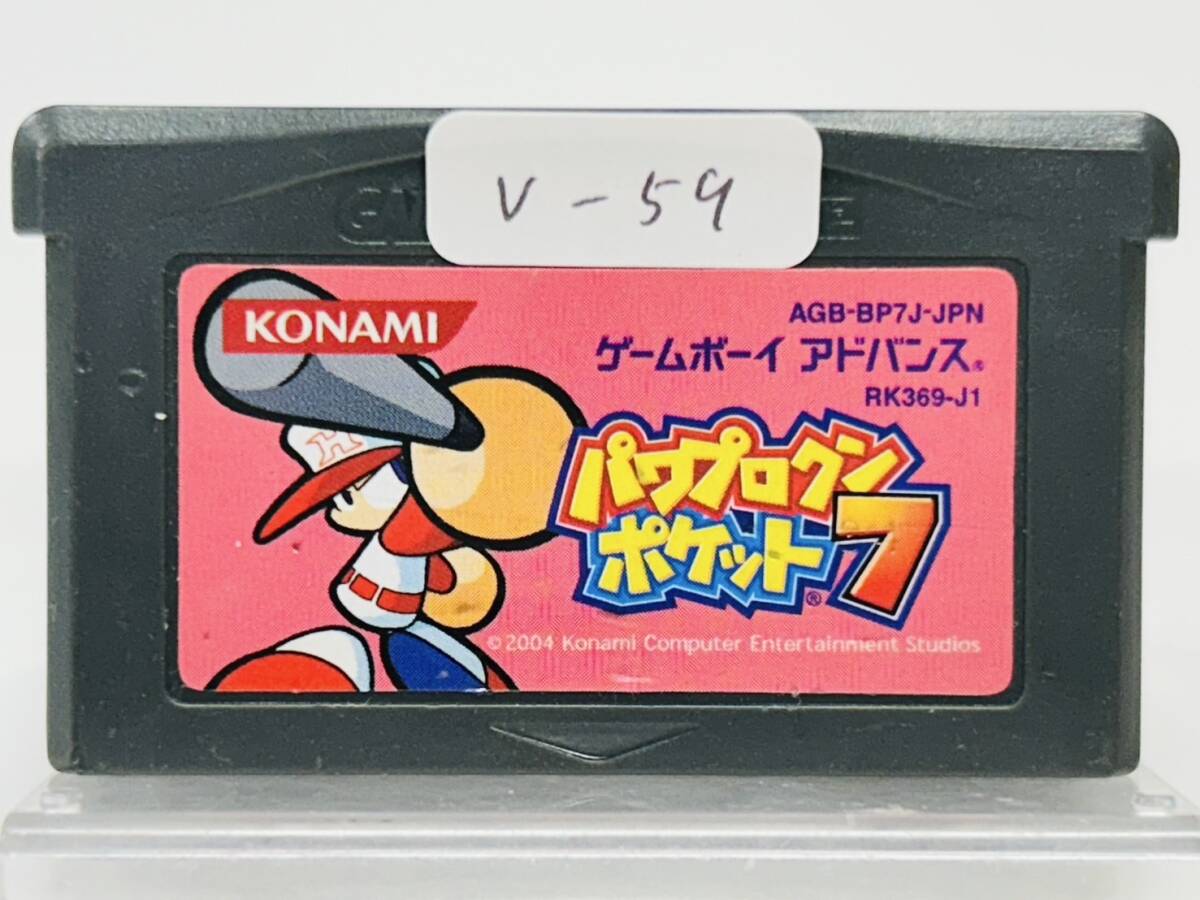 V-59
KONAMI
AGB-BP7J-JPN
ゲームボーイ アドバンス®
RK369-J1
H
パワプロクン
ポケット7®
©2004 Konami Computer Entertainment Studios